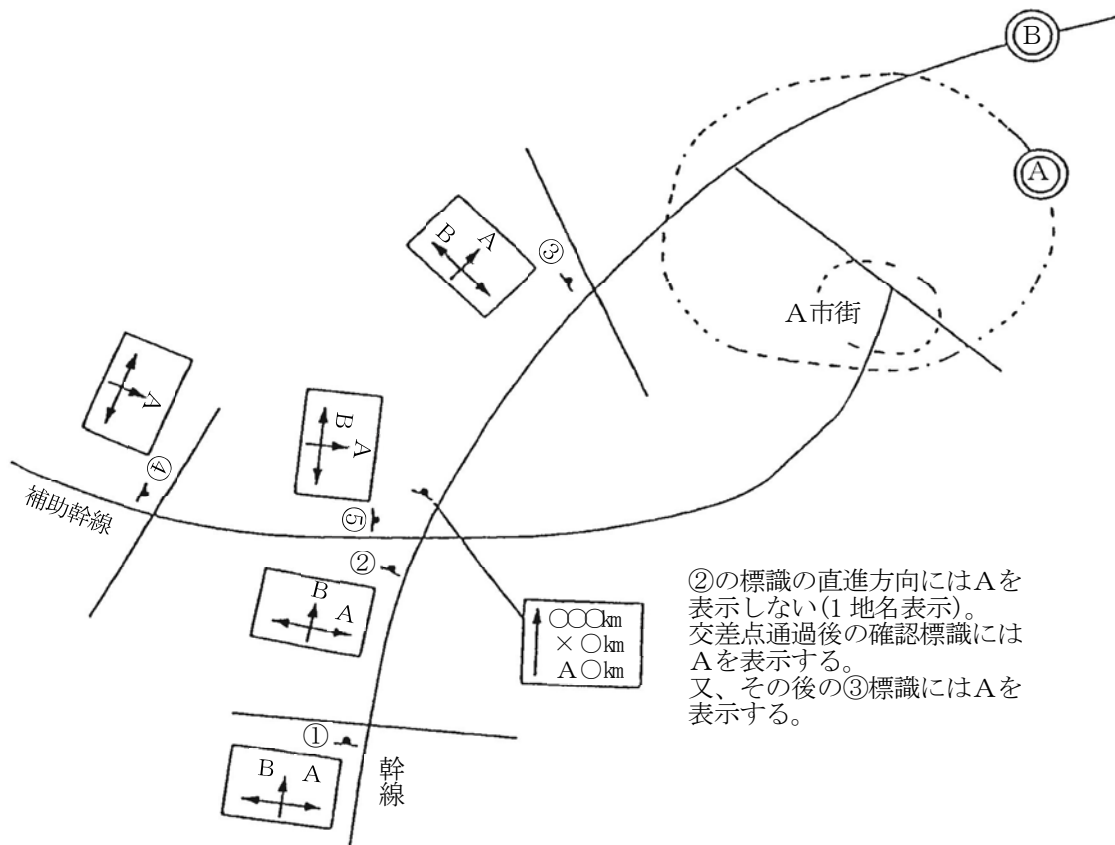 B
A
B A
③
A市街
A
B A
④
⑤
補助幹線
②
B A
○○○km
×○km
A○km
②の標識の直進方向にはAを
表示しない(1地名表示)。
交差点通過後の確認標識には
Aを表示する。
又、その後の③標識にはAを
表示する。
①
B A
幹線